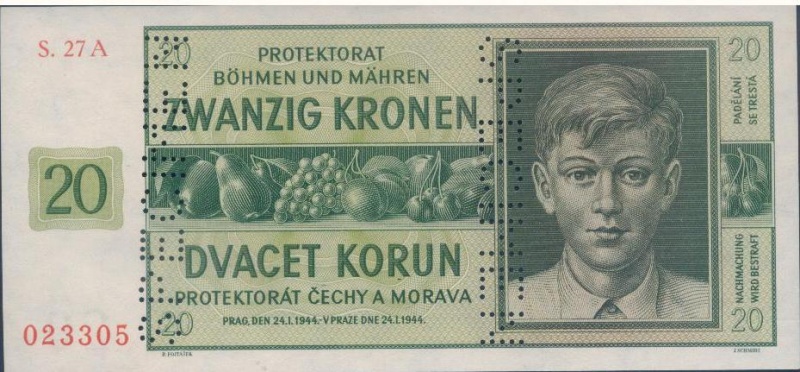 S. 27 A
20
PROTEKTORAT
BÖHMEN UND MÄHREN
ZWANZIG KRONEN
20
DVACET KORUN
PROTEKTORÁT ČECHY A MORAVA
PRAG, DEN 24.I.1944.-V PRAZE DNE 24.I.1944.
20
023305
20
PADĚLÁNÍ
SE TRESTÁ
NACHMACHUNG
WIRD BESTRAFT
20